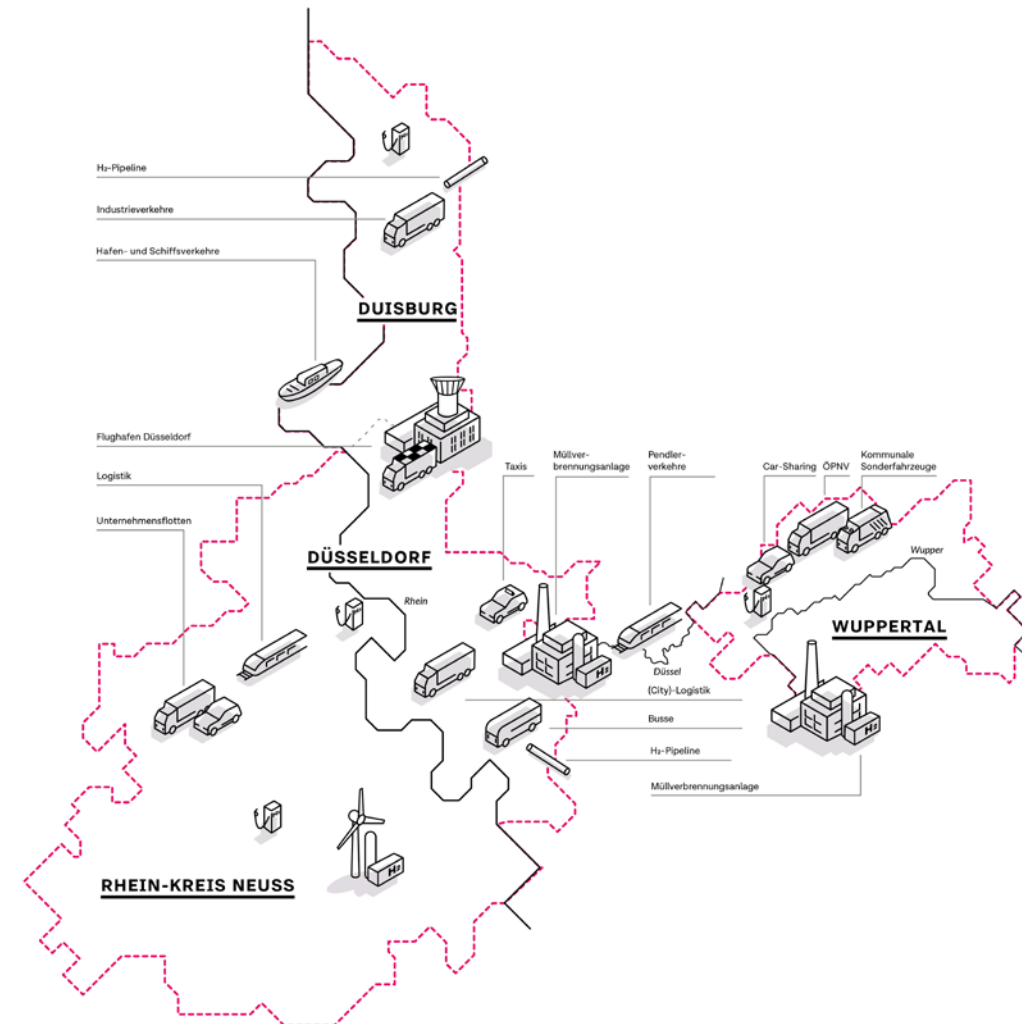 H₂-Pipeline
Industrieverkehre
Hafen- und Schiffsverkehre
DUISBURG
Flughafen Düsseldorf
Logistik
Unternehmensflotten
Taxis
Müllver-
brennungsanlage
Pendler-
verkehre
Car-Sharing
ÖPNV
Kommunale
Sonderfahrzeuge
DÜSSELDORF
Rhein
Wupper
WUPPERTAL
H₂
Düssel
(City)-Logistik
Busse
H₂-Pipeline
Müllverbrennungsanlage
H₂
RHEIN-KREIS NEUSS
H₂